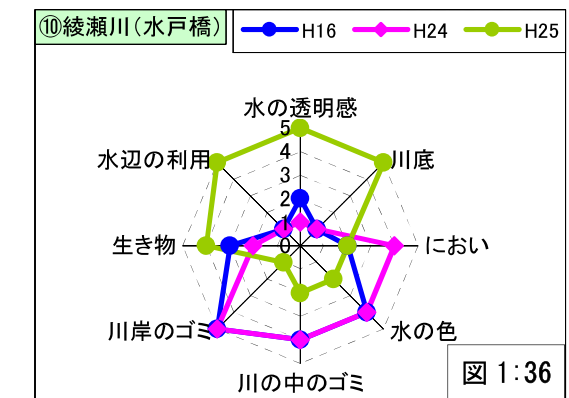 ⑩綾瀬川(水戸橋)
H16 H24 H25
水の透明感
5
4
3
2
1
0
水辺の利用
川底
生き物
におい
川岸のゴミ
水の色
川の中のゴミ
図 1:36